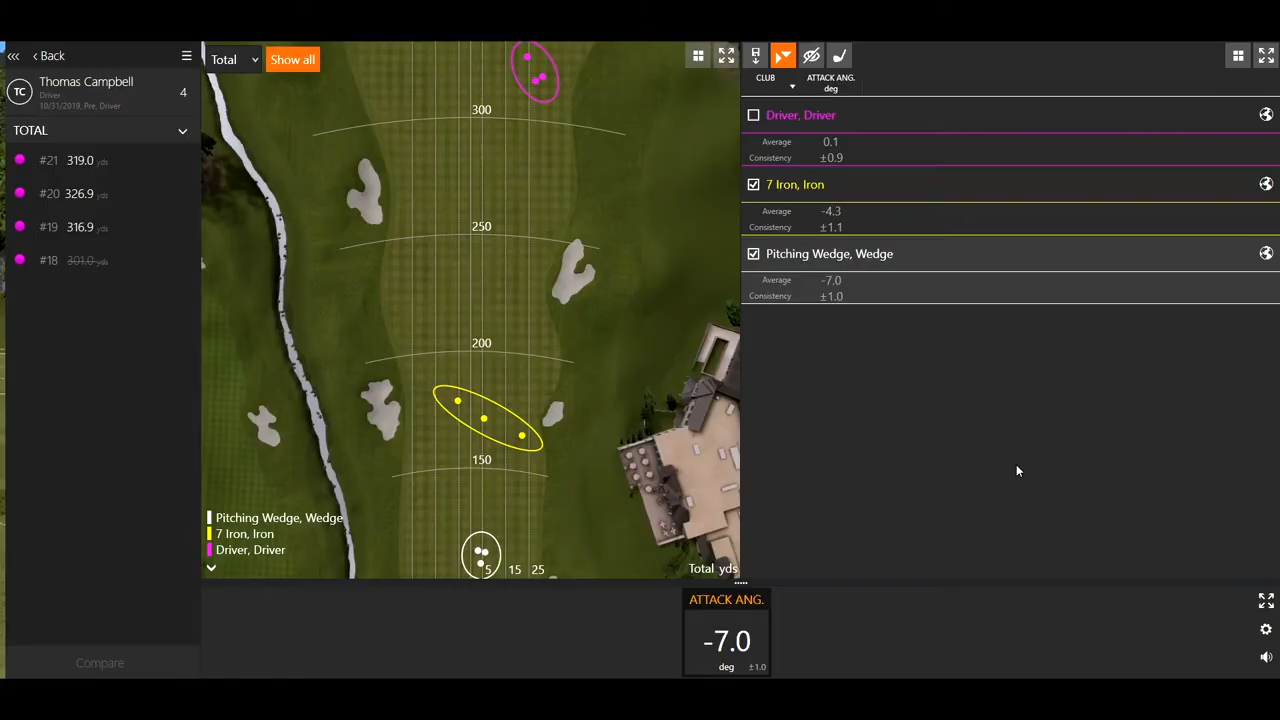 Back
TC
Thomas Campbell
Driver
10/31/2019, Pre, Driver
4
TOTAL
#21 319.0 yds
#20 326.9 yds
#19 316.9 yds
#18 301.0 yds
Compare
Total
Show all
300
250
200
150
5 15 25
Pitching Wedge, Wedge
7 Iron, Iron
Driver, Driver
Total yds
CLUB
ATTACK ANG.
deg
Driver, Driver
Average 0.1
Consistency ±0.9
7 Iron, Iron
Average -4.3
Consistency ±1.1
Pitching Wedge, Wedge
Average -7.0
Consistency ±1.0
ATTACK ANG.
-7.0
deg ±1.0